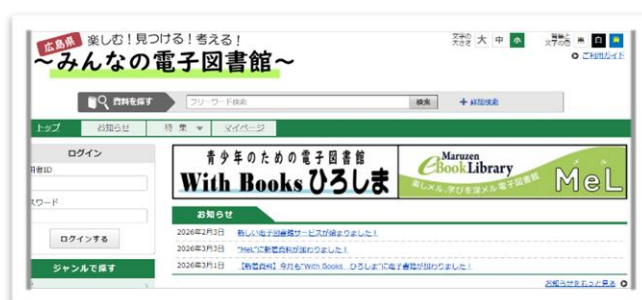 広島県 楽しむ！見つける！考える！
～みんなの電子図書館～
文字の大きさ 大 中 小
背景と文字の色 黒 白 青
ご利用ガイド
資料を探す フリーワード検索 検索 詳細検索
トップ お知らせ 特集 ▼ マイページ
ログイン
用者ID
スワード
ログインする
ジャンルで探す
青少年のための電子図書館
With Books ひろしま
Maruzen
eBook Library
楽しメル、学びを深メル 電子図書館
MeL
お知らせ
2026年2月3日 新しい電子図書館サービスが始まりました！
2026年3月3日 "MeL"に新着資料が加わりました！
2026年3月1日 【新着資料】今月も"With Books ひろしま"に電子書籍が加わりました！
お知らせをもっと見る